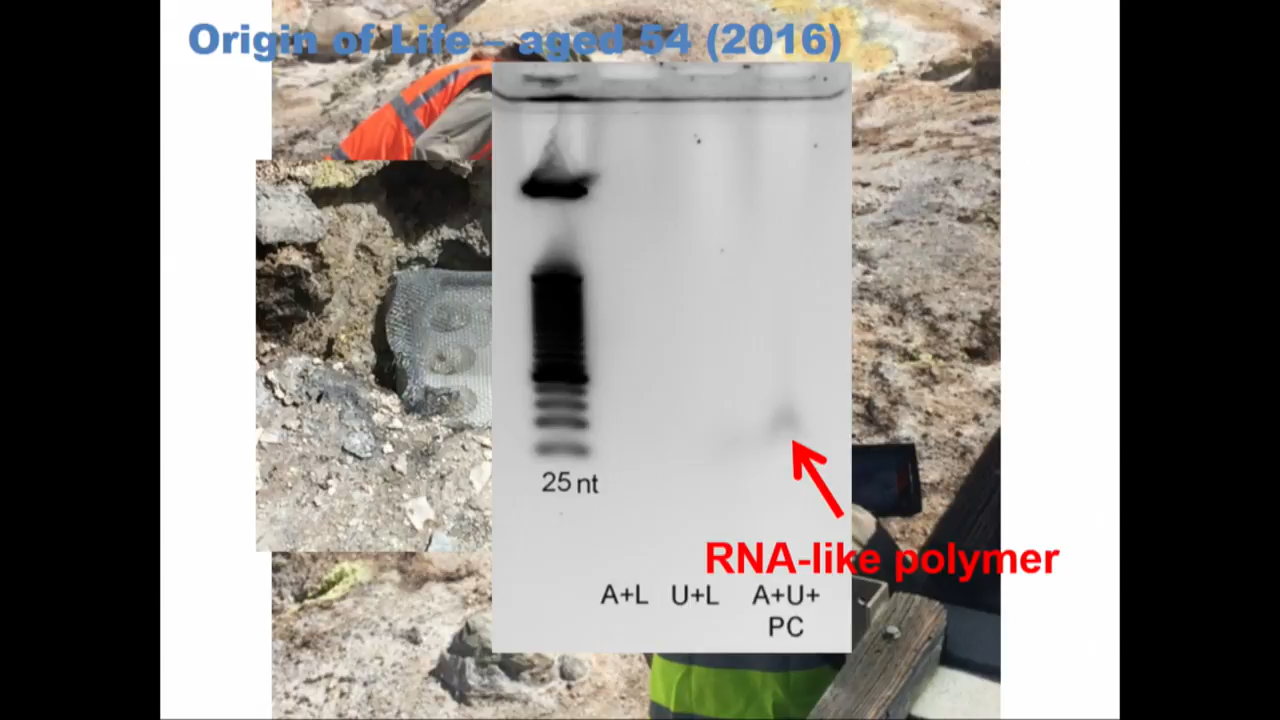 Origin of Life – aged 54 (2016)
25 nt
RNA-like polymer
A+L U+L A+U+
PC